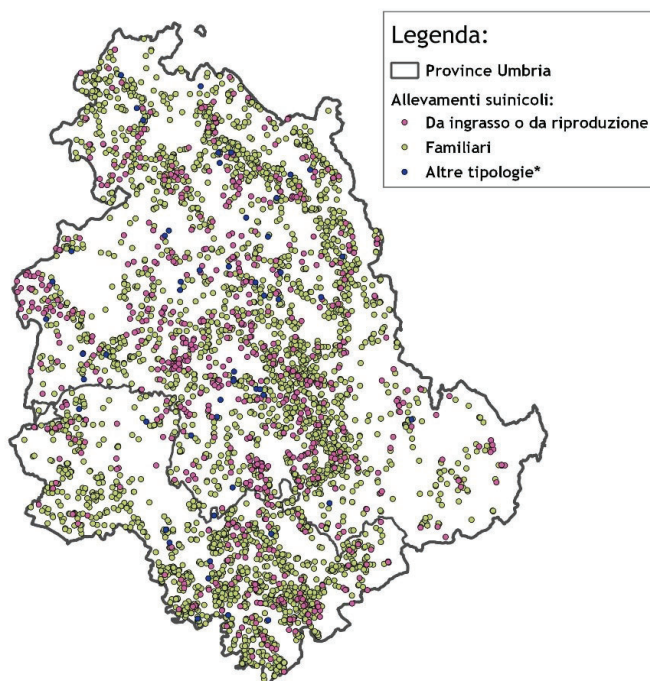 Legenda:
Province Umbria
Allevamenti suinicoli:
Da ingrasso o da riproduzione
Familiari
Altre tipologie*